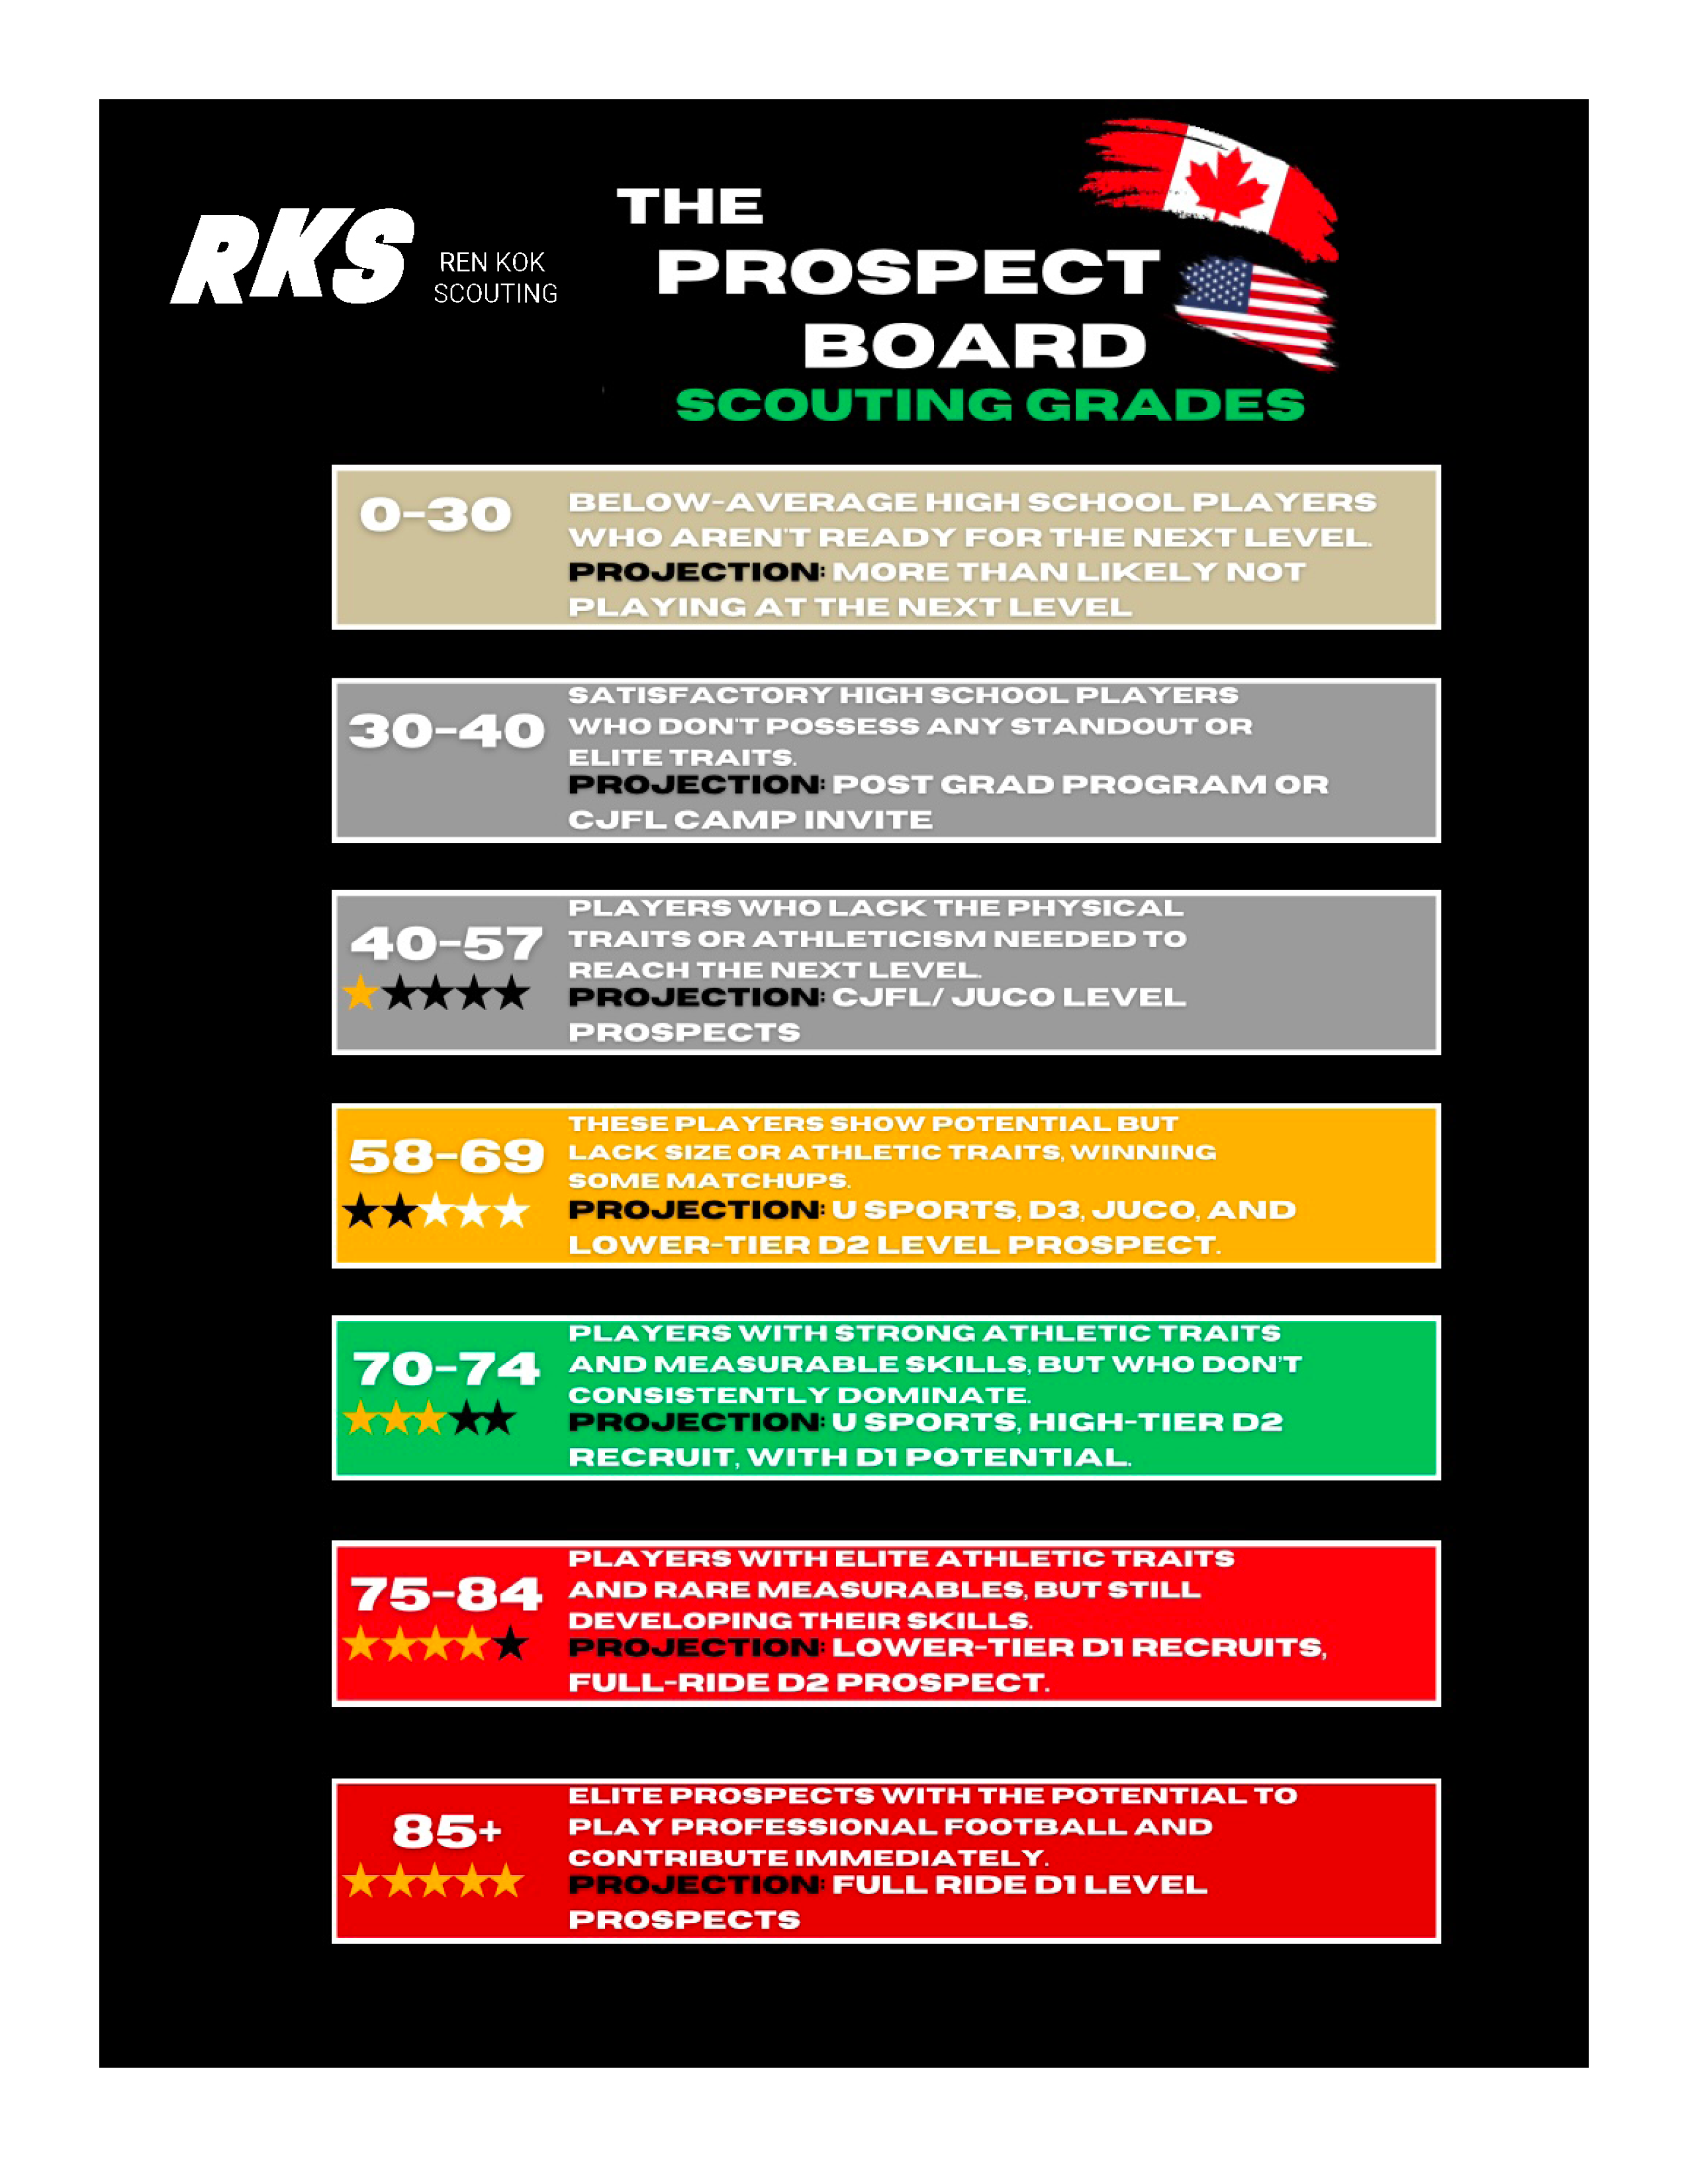 RKS
REN KOK
SCOUTING
THE
PROSPECT
BOARD
SCOUTING GRADES
0-30
BELOW-AVERAGE HIGH SCHOOL PLAYERS
WHO AREN'T READY FOR THE NEXT LEVEL.
PROJECTION: MORE THAN LIKELY NOT
PLAYING AT THE NEXT LEVEL
30-40
SATISFACTORY HIGH SCHOOL PLAYERS
WHO DON'T POSSESS ANY STANDOUT OR
ELITE TRAITS.
PROJECTION: POST GRAD PROGRAM OR
CJFL CAMP INVITE
40-57
PLAYERS WHO LACK THE PHYSICAL
TRAITS OR ATHLETICISM NEEDED TO
REACH THE NEXT LEVEL.
PROJECTION: CJFL/ JUCO LEVEL
PROSPECTS
58-69
THESE PLAYERS SHOW POTENTIAL BUT
LACK SIZE OR ATHLETIC TRAITS, WINNING
SOME MATCHUPS.
PROJECTION: U SPORTS, D3, JUCO, AND
LOWER-TIER D2 LEVEL PROSPECT.
70-74
PLAYERS WITH STRONG ATHLETIC TRAITS
AND MEASURABLE SKILLS, BUT WHO DON'T
CONSISTENTLY DOMINATE.
PROJECTION: U SPORTS, HIGH-TIER D2
RECRUIT, WITH D1 POTENTIAL.
75-84
PLAYERS WITH ELITE ATHLETIC TRAITS
AND RARE MEASURABLES, BUT STILL
DEVELOPING THEIR SKILLS.
PROJECTION: LOWER-TIER D1 RECRUITS,
FULL-RIDE D2 PROSPECT.
85+
ELITE PROSPECTS WITH THE POTENTIAL TO
PLAY PROFESSIONAL FOOTBALL AND
CONTRIBUTE IMMEDIATELY.
PROJECTION: FULL RIDE D1 LEVEL
PROSPECTS